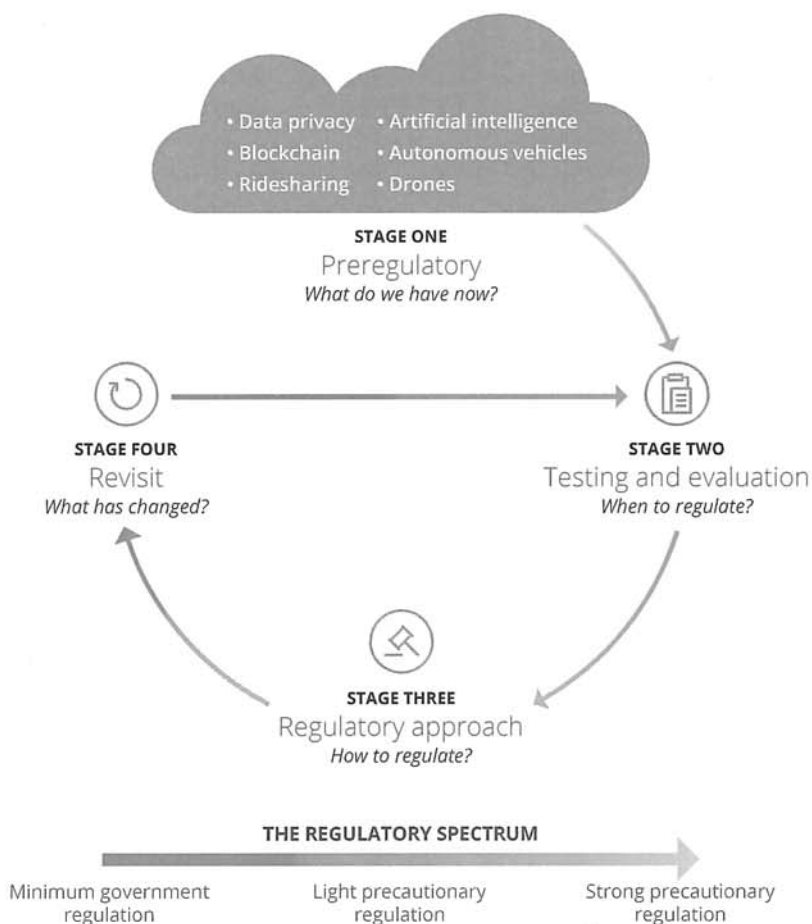 • Data privacy • Artificial intelligence
• Blockchain • Autonomous vehicles
• Ridesharing • Drones
STAGE ONE
Preregulatory
What do we have now?
STAGE FOUR
Revisit
What has changed?
STAGE TWO
Testing and evaluation
When to regulate?
STAGE THREE
Regulatory approach
How to regulate?
THE REGULATORY SPECTRUM
Minimum government
regulation
Light precautionary
regulation
Strong precautionary
regulation